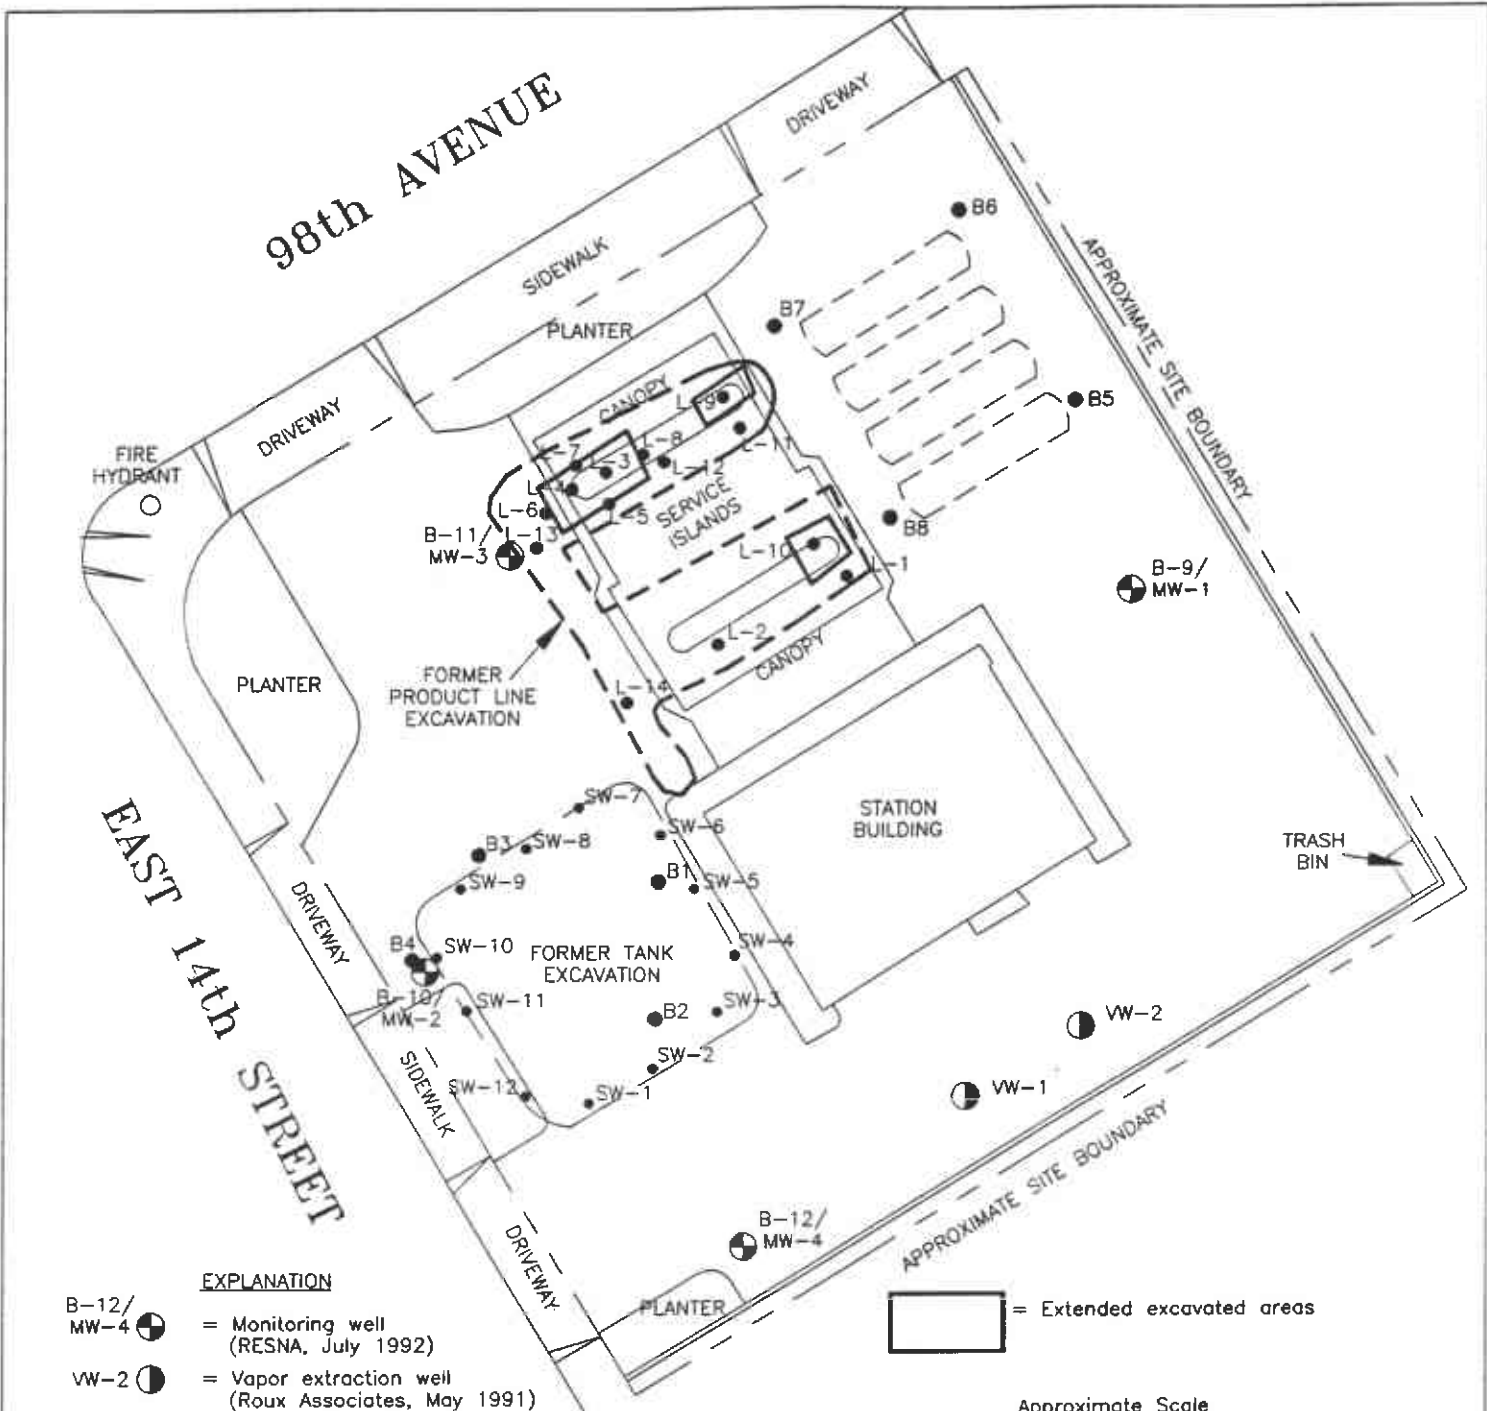 98th AVENUE
DRIVEWAY
B6
SIDEWALK
APPROXIMATE SITE BOUNDARY
B7
PLANTER
CANOPY
L-9
B5
DRIVEWAY
FIRE
HYDRANT
L-8
L-11
L-7
L-3
L-12
L-4
L-5
L-6
SERVICE
ISLANDS
B8
B-11/
MW-3
L-13
L-10
L-1
B-9/
MW-1
L-2
CANOPY
PLANTER
FORMER
PRODUCT LINE
EXCAVATION
L-14
SW-7
STATION
BUILDING
SW-6
TRASH
BIN
EAST 14th STREET
B3
SW-8
B1
SW-5
SW-9
DRIVEWAY
B4
SW-10
FORMER TANK
EXCAVATION
SW-4
B-10/
MW-2
SW-11
B2
SW-3
VW-2
SIDEWALK
SW-2
SW-12
SW-1
VW-1
APPROXIMATE SITE BOUNDARY
B-12/
MW-4
DRIVEWAY
PLANTER
EXPLANATION
B-12/
MW-4
= Monitoring well
(RESNA, July 1992)
VW-2
= Vapor extraction well
(Roux Associates, May 1991)
= Extended excavated areas
Approximate Scale